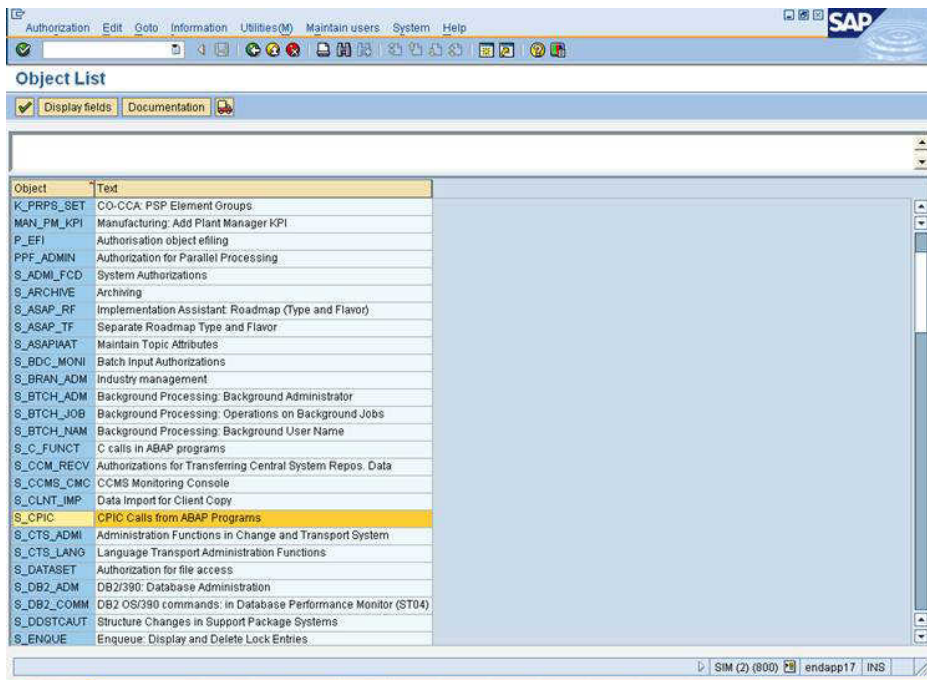 Authorization Edit Goto Information Utilities(M) Maintain users System Help
SAP
Object List
Display fields Documentation
Object Text
K_PRPS_SET CO-CCA: PSP Element Groups
MAN_PM_KPI Manufacturing: Add Plant Manager KPI
P_EFI Authorisation object efiling
PPF_ADMIN Authorization for Parallel Processing
S_ADMI_FCD System Authorizations
S_ARCHIVE Archiving
S_ASAP_RF Implementation Assistant: Roadmap (Type and Flavor)
S_ASAP_TF Separate Roadmap Type and Flavor
S_ASAPIAAT Maintain Topic Attributes
S_BDC_MONI Batch Input Authorizations
S_BRAN_ADM Industry management
S_BTCH_ADM Background Processing: Background Administrator
S_BTCH_JOB Background Processing: Operations on Background Jobs
S_BTCH_NAM Background Processing: Background User Name
S_C_FUNCT C calls in ABAP programs
S_CCM_RECV Authorizations for Transferring Central System Repos. Data
S_CCMS_CMC CCMS Monitoring Console
S_CLNT_IMP Data Import for Client Copy
S_CPIC CPIC Calls from ABAP Programs
S_CTS_ADMI Administration Functions in Change and Transport System
S_CTS_LANG Language Transport Administration Functions
S_DATASET Authorization for file access
S_DB2_ADM DB2/390: Database Administration
S_DB2_COMM DB2 OS/390 commands: in Database Performance Monitor (ST04)
S_DDSTCAUT Structure Changes in Support Package Systems
S_ENQUE Enqueue: Display and Delete Lock Entries
SIM (2) (800) endapp17 INS